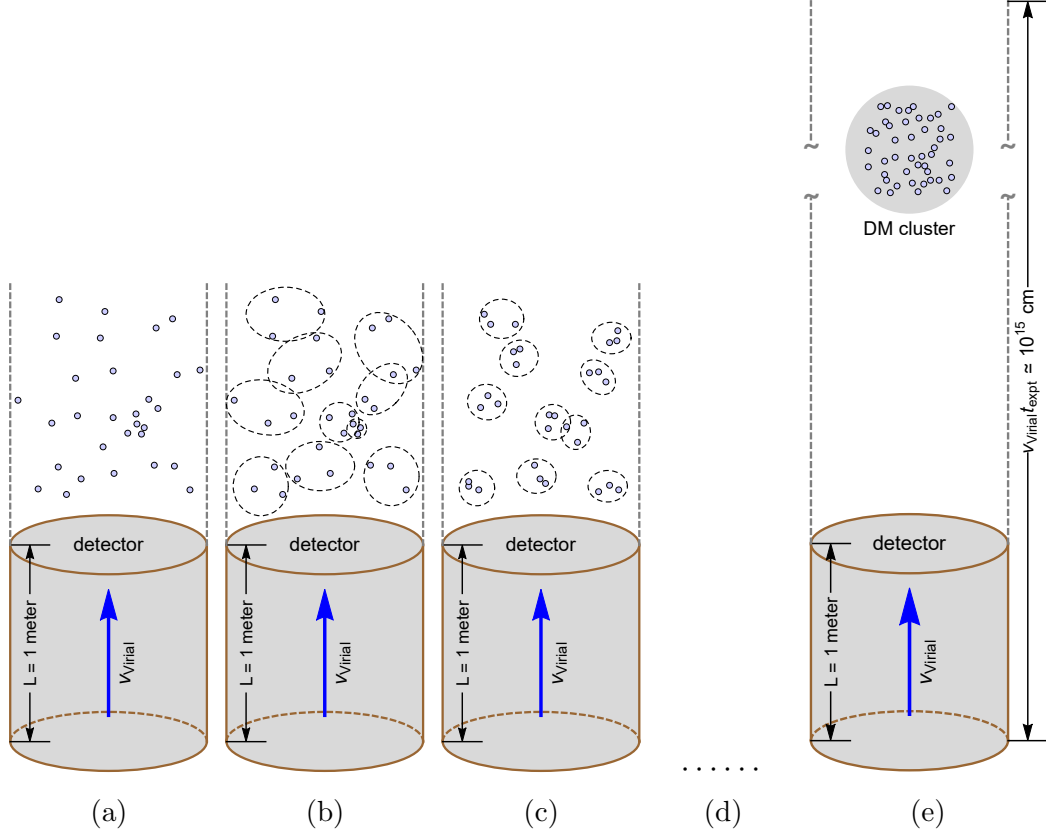 DM cluster
v_Virial t_expt ≃ 10^15 cm
detector
detector
detector
detector
L = 1 meter
v_Virial
L = 1 meter
v_Virial
L = 1 meter
v_Virial
L = 1 meter
v_Virial
......
(a)
(b)
(c)
(d)
(e)